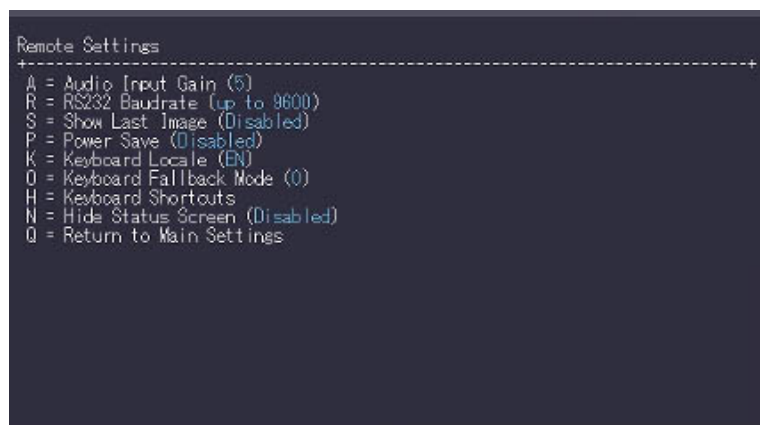 Remote Settings
+------------------------------------------------------------------------------+
A = Audio Input Gain (5)
R = RS232 Baudrate (up to 9600)
S = Show Last Image (Disabled)
P = Power Save (Disabled)
K = Keyboard Locale (EN)
O = Keyboard Fallback Mode (0)
H = Keyboard Shortcuts
N = Hide Status Screen (Disabled)
Q = Return to Main Settings